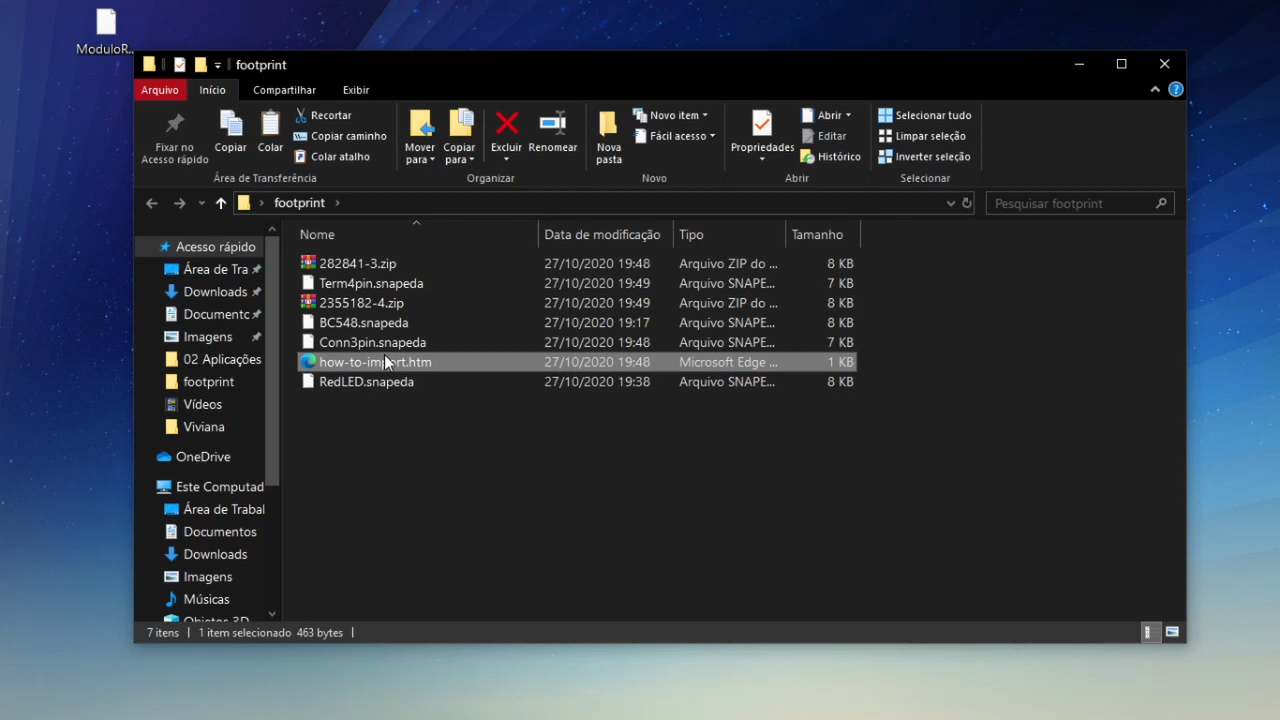 ModuloR...
footprint
Arquivo Início Compartilhar Exibir
Fixar no Acesso rápido
Copiar
Colar
Recortar
Copiar caminho
Colar atalho
Área de Transferência
Mover para
Copiar para
Excluir
Renomear
Organizar
Nova pasta
Novo item
Fácil acesso
Novo
Propriedades
Abrir
Editar
Histórico
Abrir
Selecionar tudo
Limpar seleção
Inverter seleção
Selecionar
footprint
Pesquisar footprint
Nome Data de modificação Tipo Tamanho
282841-3.zip 27/10/2020 19:48 Arquivo ZIP do ... 8 KB
Term4pin.snapeda 27/10/2020 19:49 Arquivo SNAPE... 7 KB
2355182-4.zip 27/10/2020 19:49 Arquivo ZIP do ... 8 KB
BC548.snapeda 27/10/2020 19:17 Arquivo SNAPE... 8 KB
Conn3pin.snapeda 27/10/2020 19:48 Arquivo SNAPE... 7 KB
how-to-import.htm 27/10/2020 19:48 Microsoft Edge ... 1 KB
RedLED.snapeda 27/10/2020 19:38 Arquivo SNAPE... 8 KB
Acesso rápido
Área de Tra
Downloads
Documentc
Imagens
02 Aplicações
footprint
Vídeos
Viviana
OneDrive
Este Computad
Área de Trabal
Documentos
Downloads
Imagens
Músicas
Objetos 3D
7 itens 1 item selecionado 463 bytes